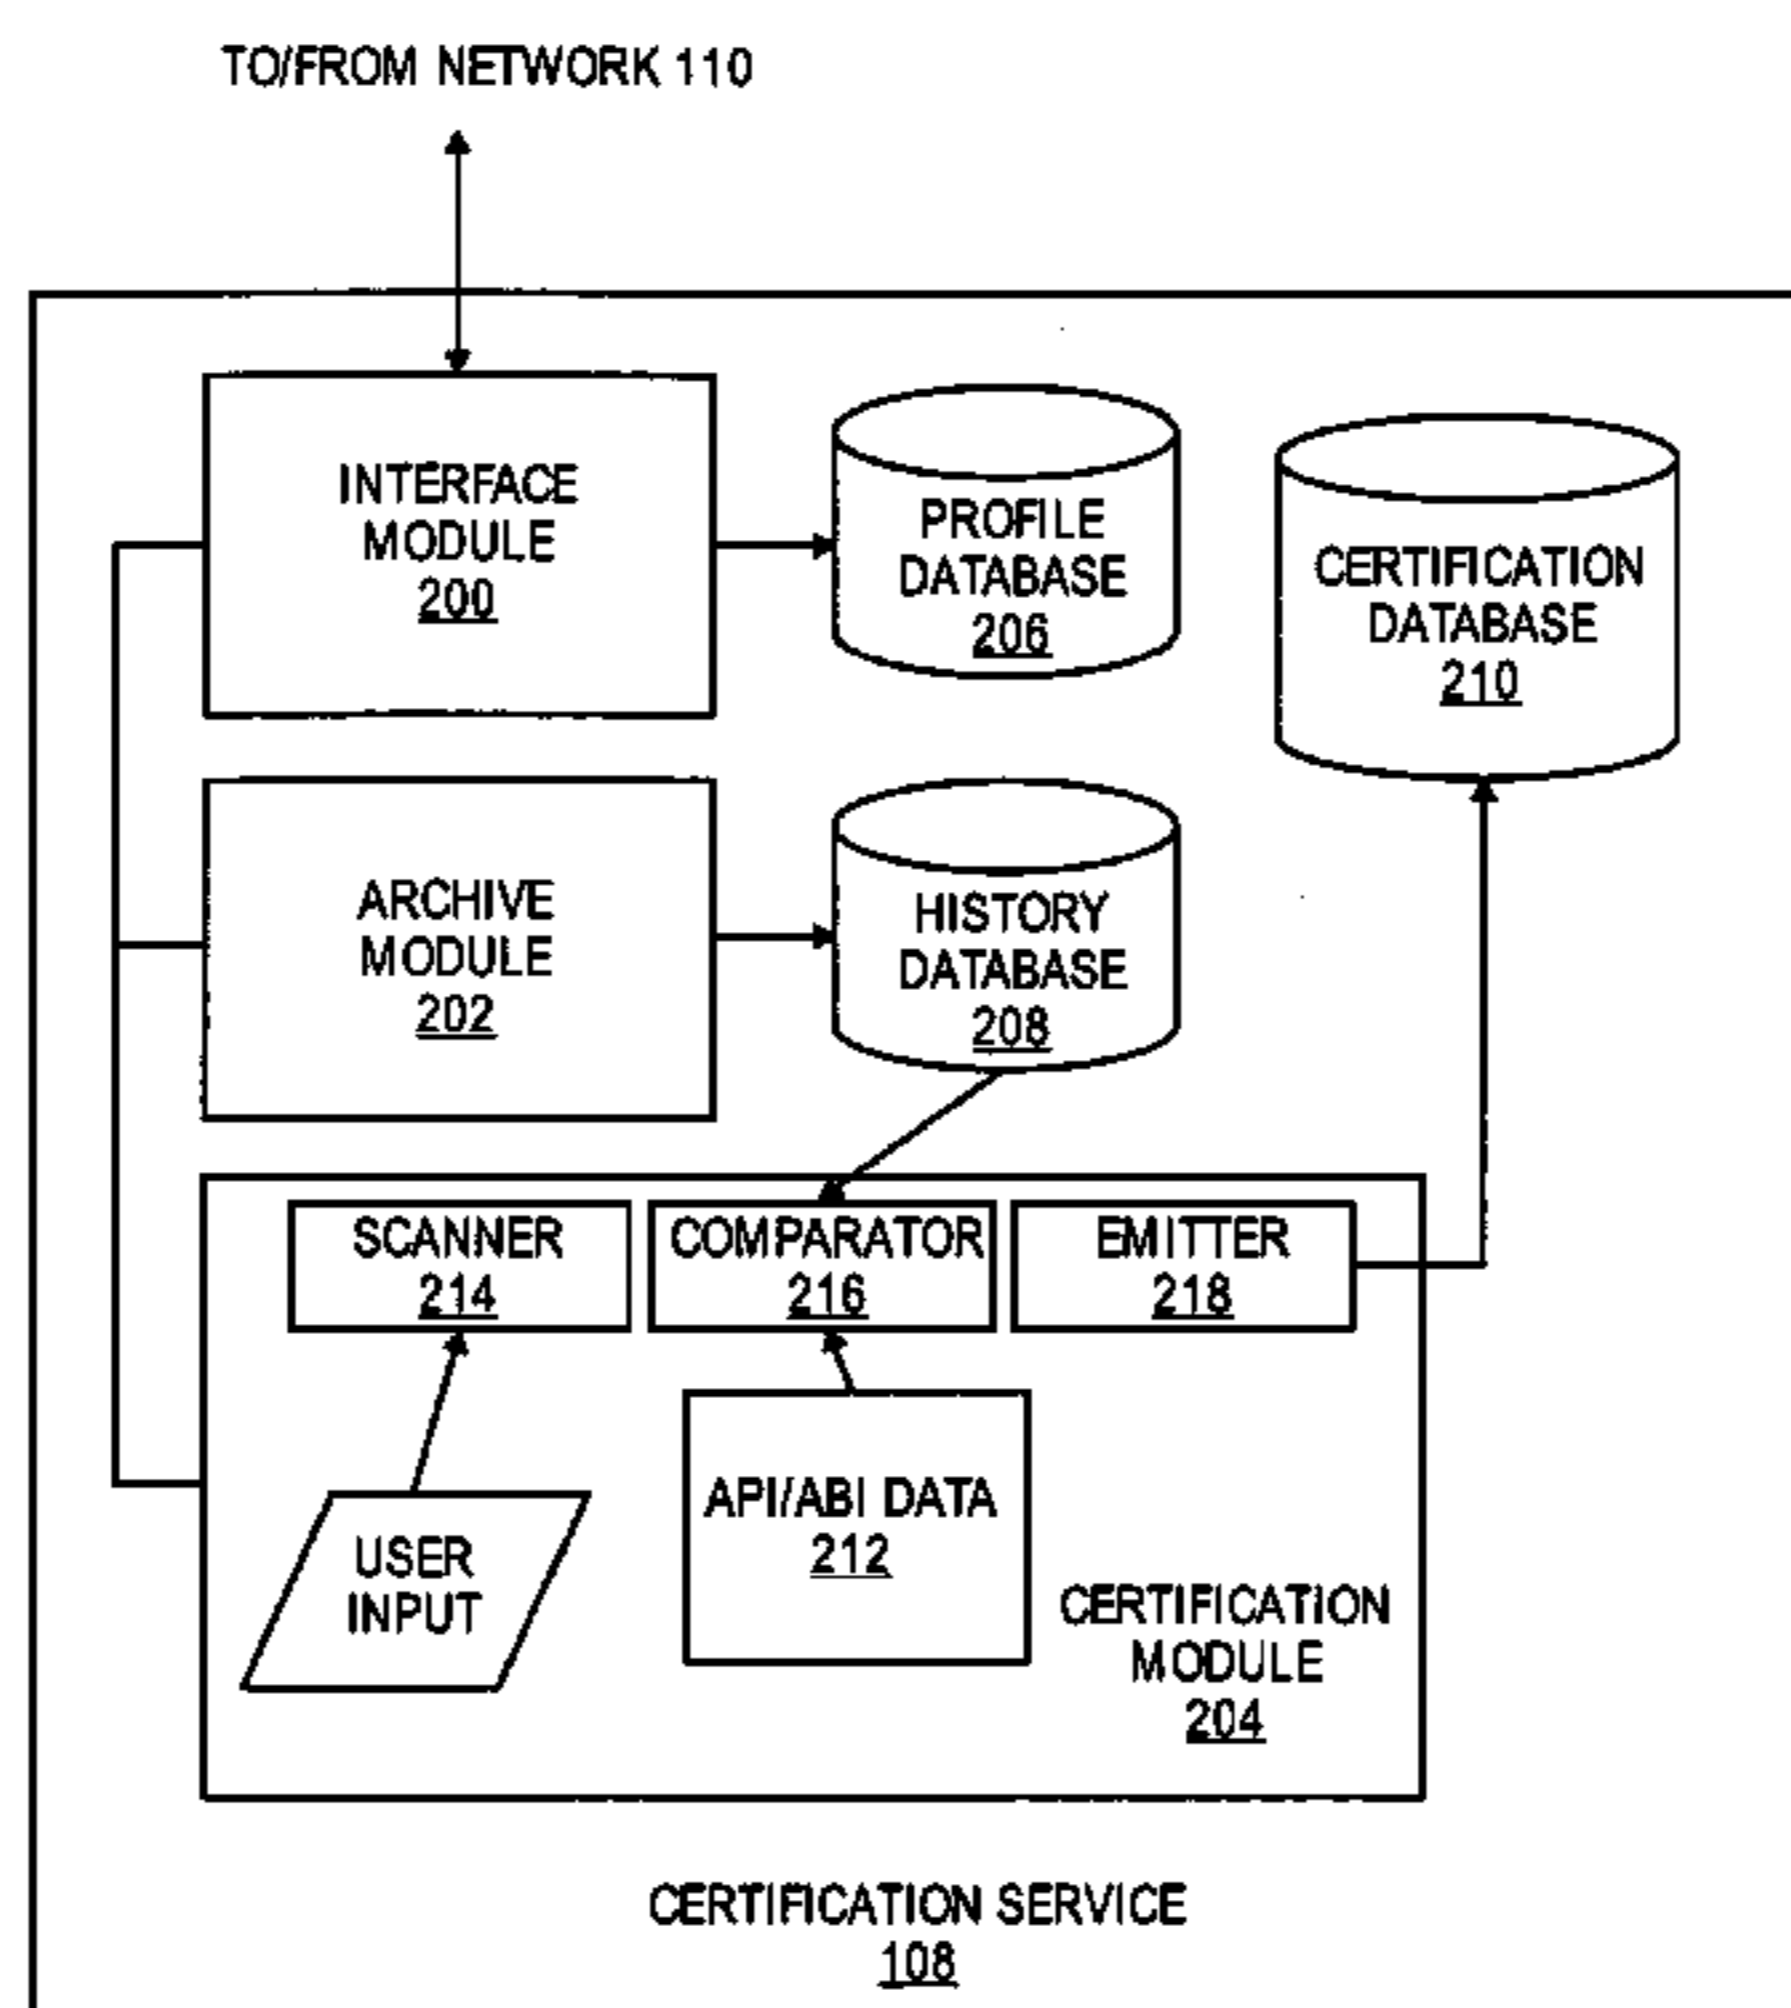 TO/FROM NETWORK 110
INTERFACE
MODULE
200
PROFILE
DATABASE
206
CERTIFICATION
DATABASE
210
ARCHIVE
MODULE
202
HISTORY
DATABASE
208
SCANNER
214
COMPARATOR
216
EMITTER
218
USER
INPUT
API/ABI DATA
212
CERTIFICATION
MODULE
204
CERTIFICATION SERVICE
108